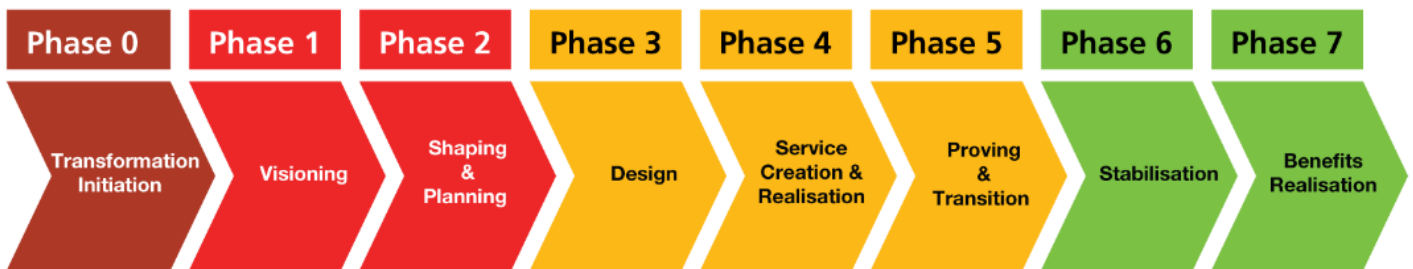 Phase 0
Phase 1
Phase 2
Phase 3
Phase 4
Phase 5
Phase 6
Phase 7
Transformation
Initiation
Visioning
Shaping
&
Planning
Design
Service
Creation &
Realisation
Proving
&
Transition
Stabilisation
Benefits
Realisation